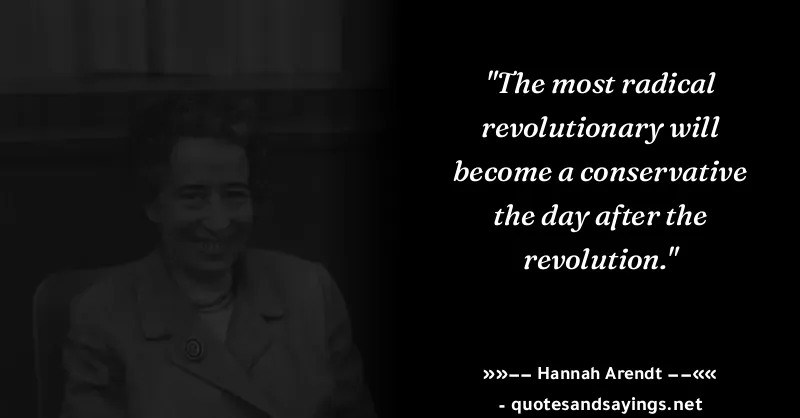 "The most radical
revolutionary will
become a conservative
the day after the
revolution."
»»–– Hannah Arendt ––««
- quotesandsayings.net